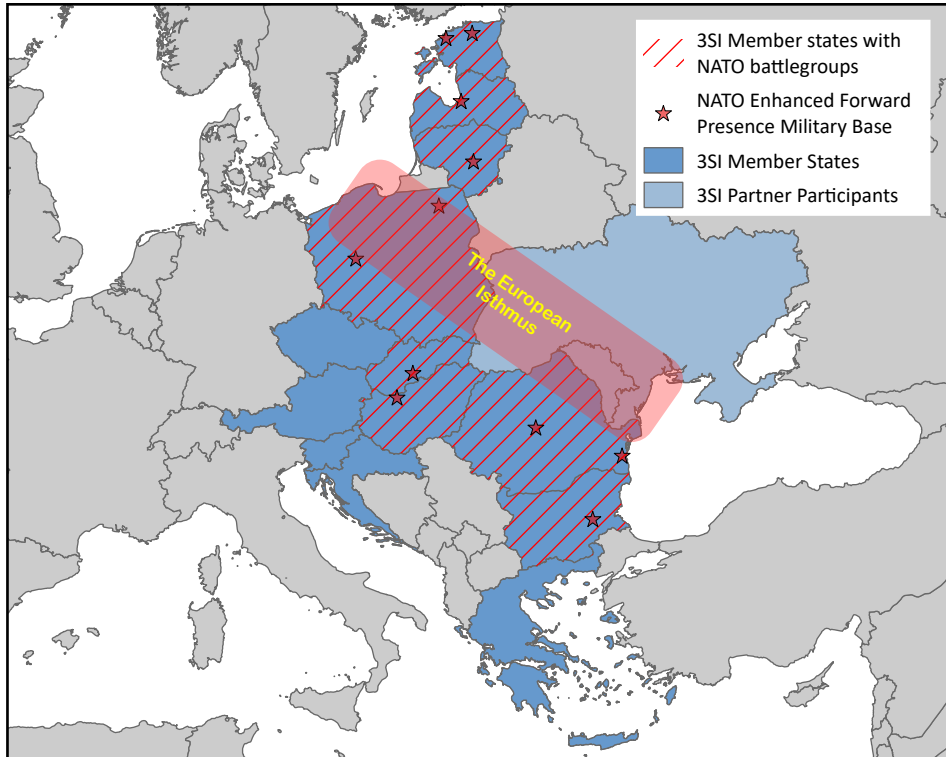 3SI Member states with
NATO battlegroups
NATO Enhanced Forward
Presence Military Base
3SI Member States
3SI Partner Participants
The European
Isthmus